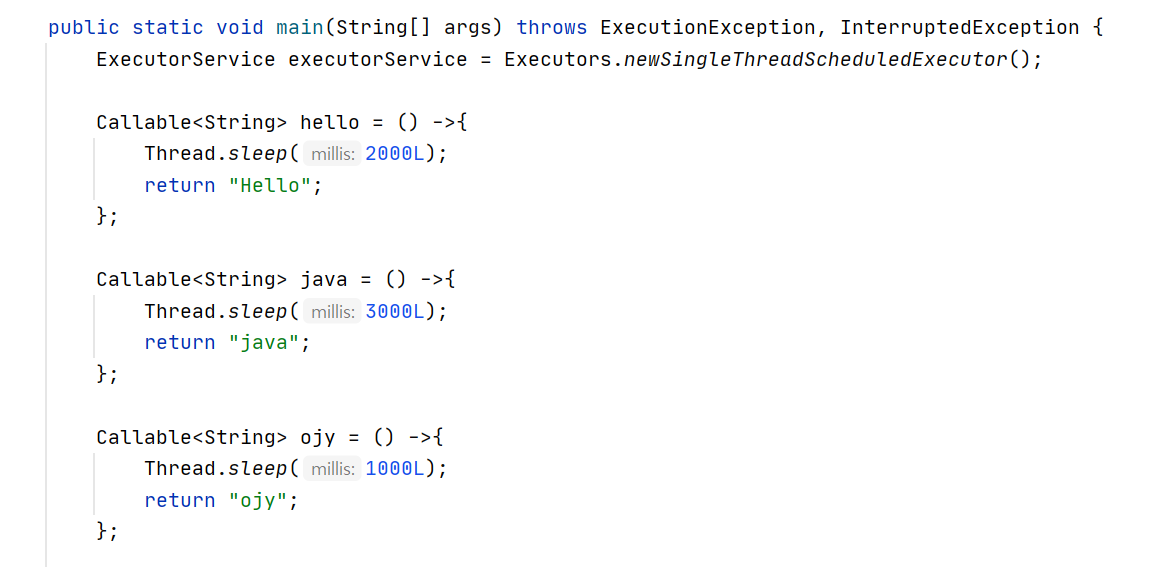 public static void main(String[] args) throws ExecutionException, InterruptedException {
ExecutorService executorService = Executors.newSingleThreadScheduledExecutor();
Callable<String> hello = () ->{
Thread.sleep( millis: 2000L);
return "Hello";
};
Callable<String> java = () ->{
Thread.sleep( millis: 3000L);
return "java";
};
Callable<String> ojy = () ->{
Thread.sleep( millis: 1000L);
return "ojy";
};